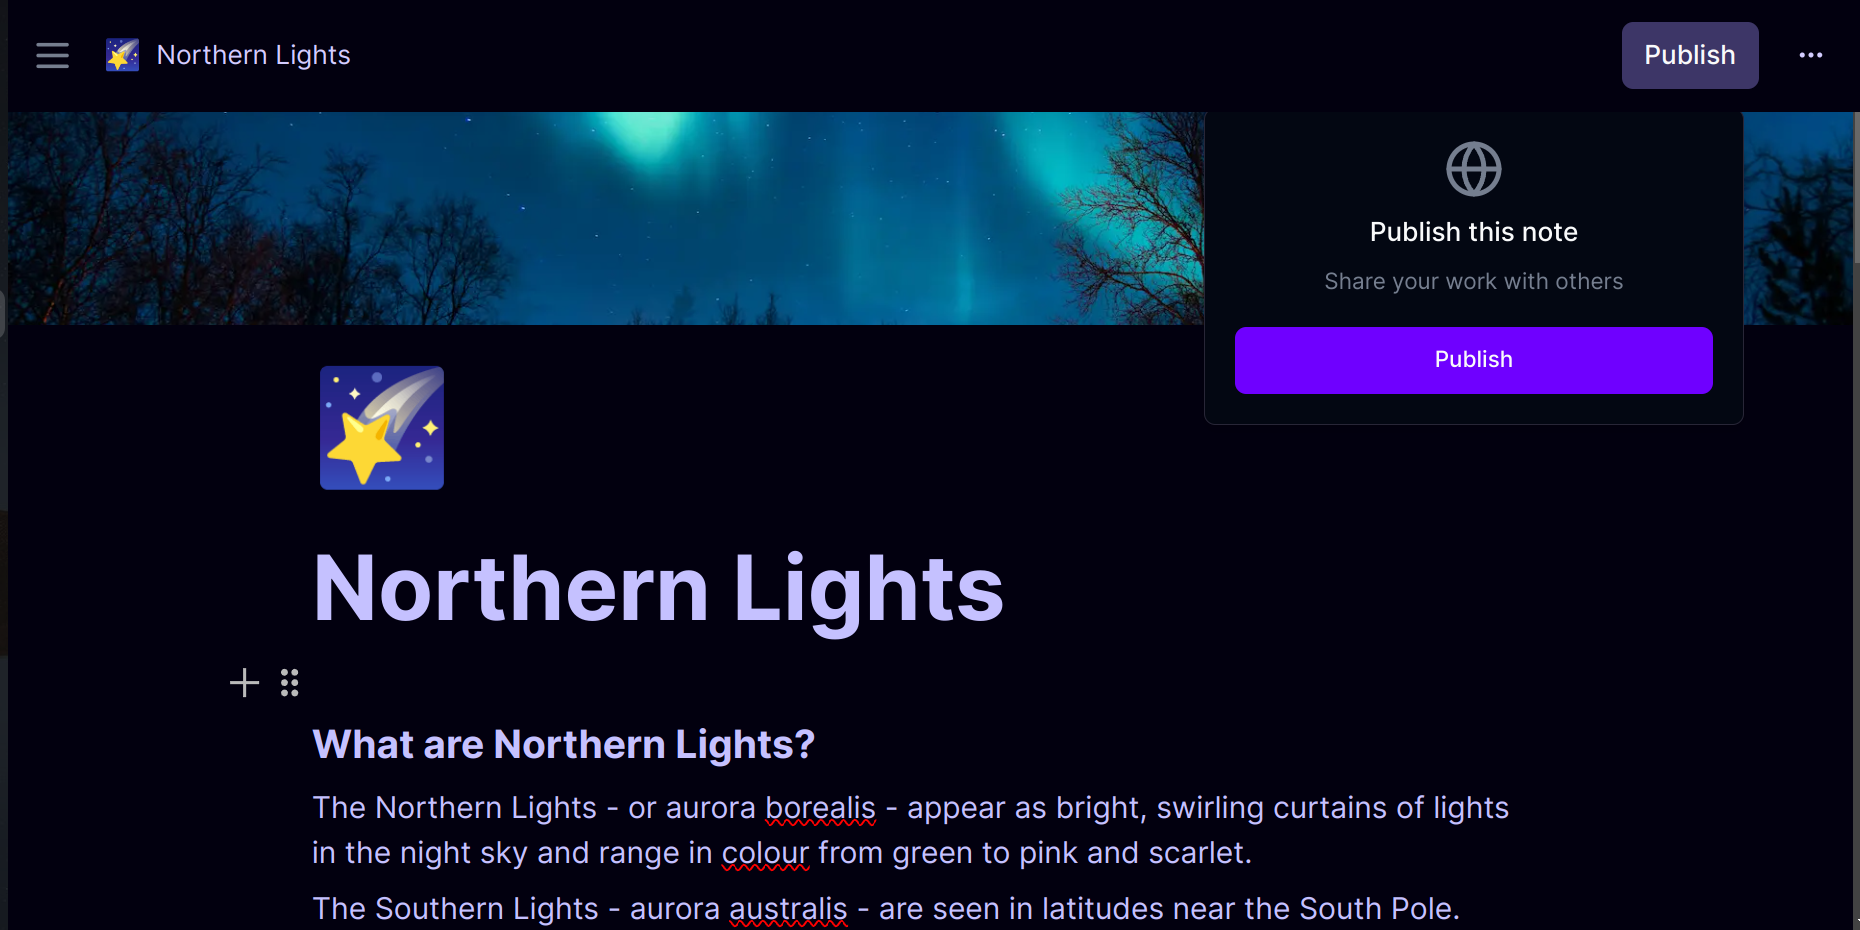 Northern Lights
Publish
Publish this note
Share your work with others
Publish
Northern Lights
What are Northern Lights?
The Northern Lights - or aurora borealis - appear as bright, swirling curtains of lights
in the night sky and range in colour from green to pink and scarlet.
The Southern Lights - aurora australis - are seen in latitudes near the South Pole.